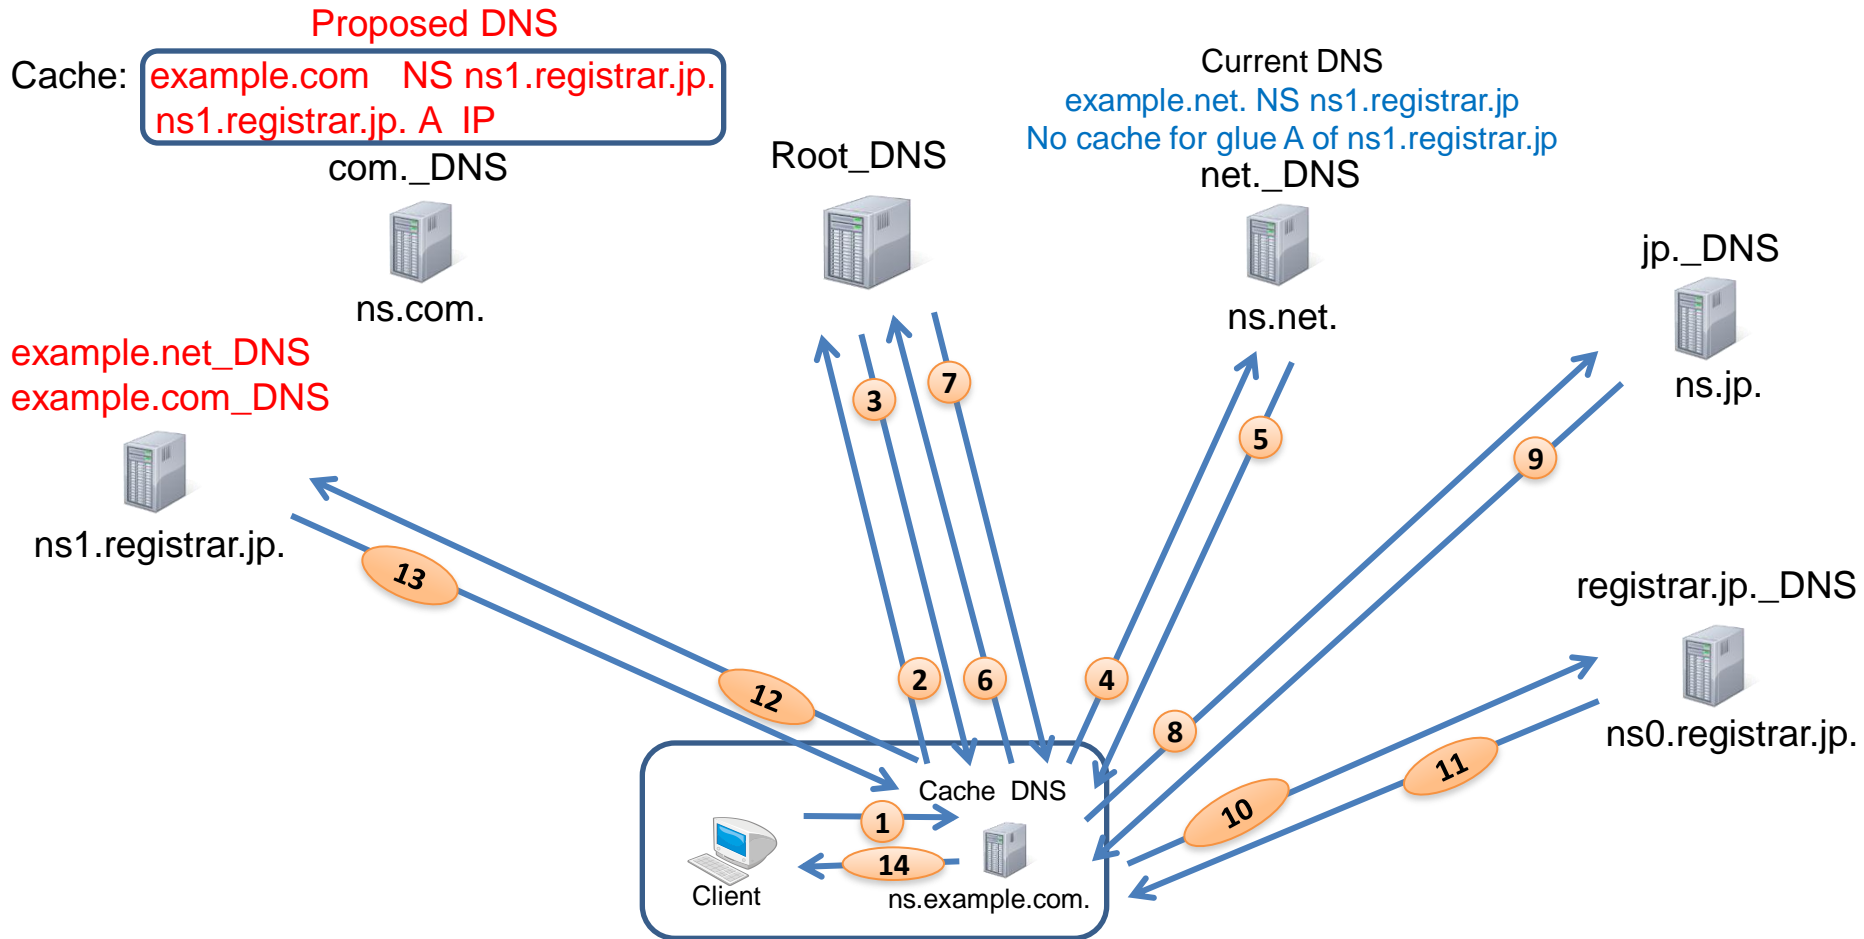 Proposed DNS
Cache: example.com NS ns1.registrar.jp.
ns1.registrar.jp. A IP
com._DNS
ns.com.
Root_DNS
Current DNS
example.net. NS ns1.registrar.jp
No cache for glue A of ns1.registrar.jp
net._DNS
ns.net.
jp._DNS
ns.jp.
example.net_DNS
example.com_DNS
ns1.registrar.jp.
registrar.jp._DNS
ns0.registrar.jp.
3
7
5
9
13
12
2
6
4
8
10
11
Cache DNS
1
14
Client
ns.example.com.